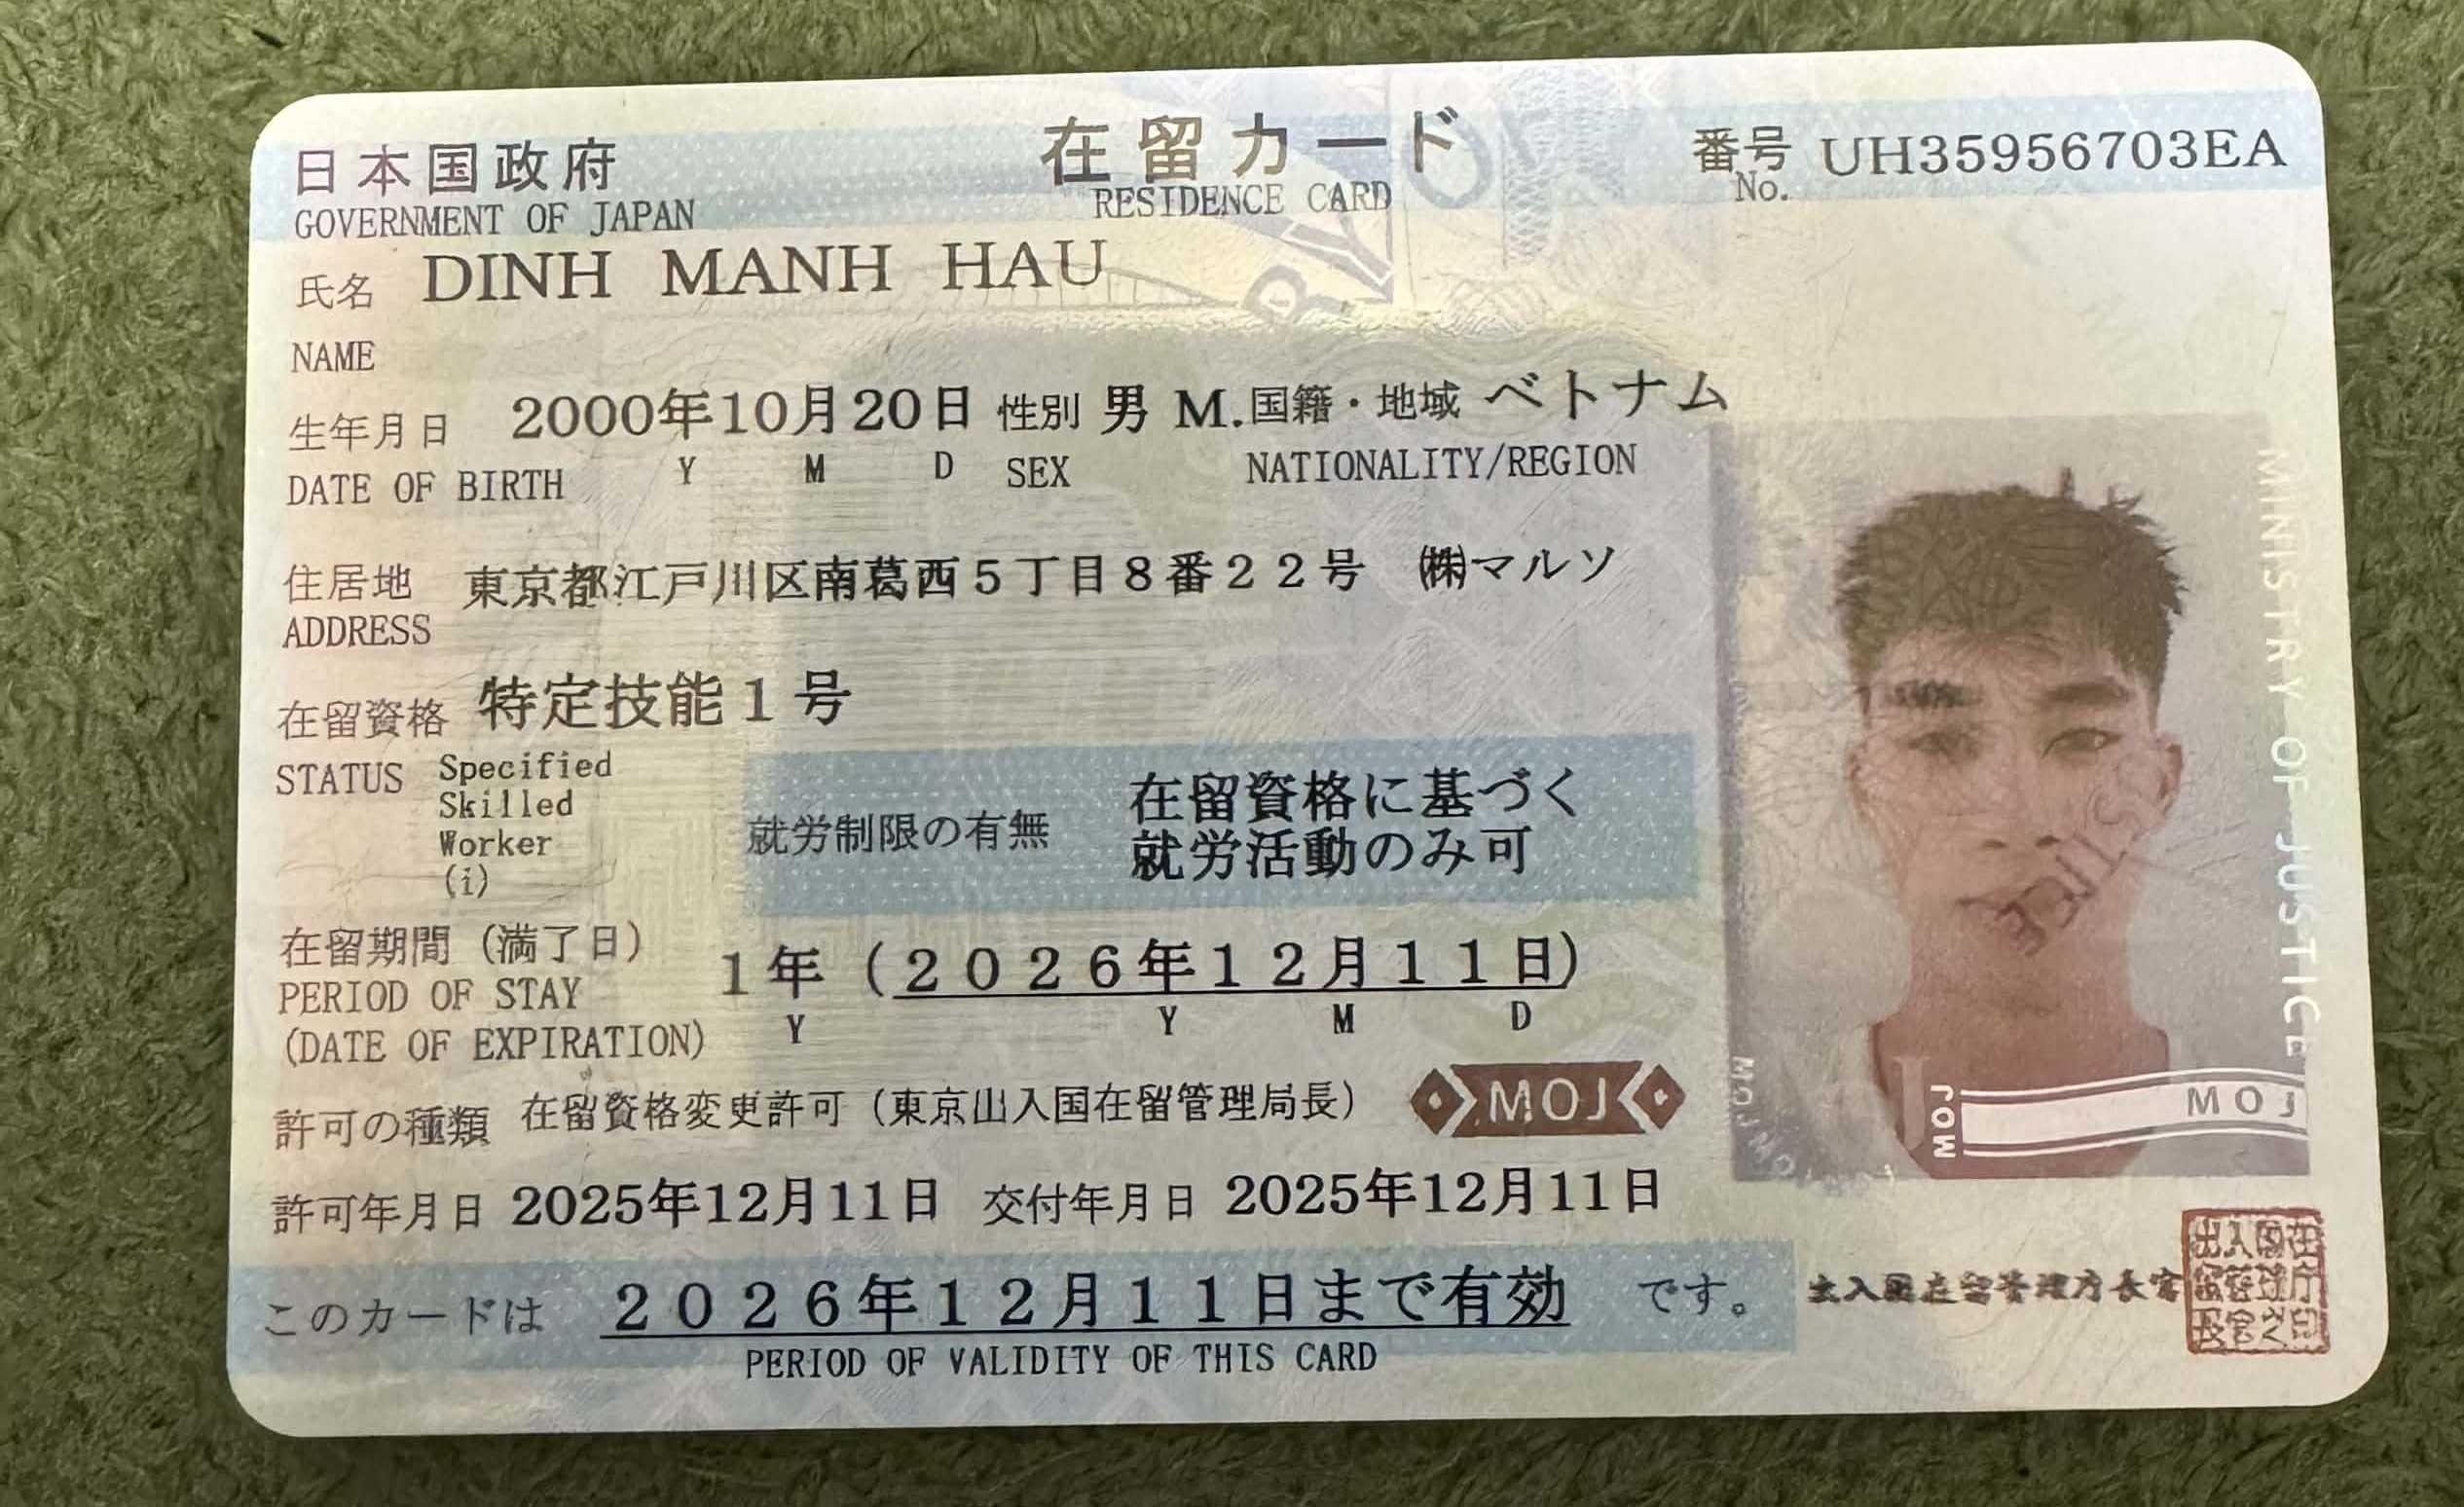 日本国政府 在留カード 番号 UH35956703EA
GOVERNMENT OF JAPAN RESIDENCE CARD No.
氏名 DINH MANH HAU
NAME
生年月日 2000年10月20日 性別 男 M. 国籍・地域 ベトナム
DATE OF BIRTH Y M D SEX NATIONALITY/REGION
住居地 東京都江戸川区南葛西5丁目8番22号 ㈱マルソ
ADDRESS
在留資格 特定技能1号
STATUS Specified
Skilled
Worker
(i)
就労制限の有無 在留資格に基づく
就労活動のみ可
在留期間(満了日) 1年(2026年12月11日)
PERIOD OF STAY Y Y M D
(DATE OF EXPIRATION)
許可の種類 在留資格変更許可(東京出入国在留管理局長) MOJ
許可年月日 2025年12月11日 交付年月日 2025年12月11日
このカードは 2026年12月11日まで有効 です。
PERIOD OF VALIDITY OF THIS CARD
出入国在留管理庁長官
MINISTRY OF JUSTICE
MOJ
MOJ